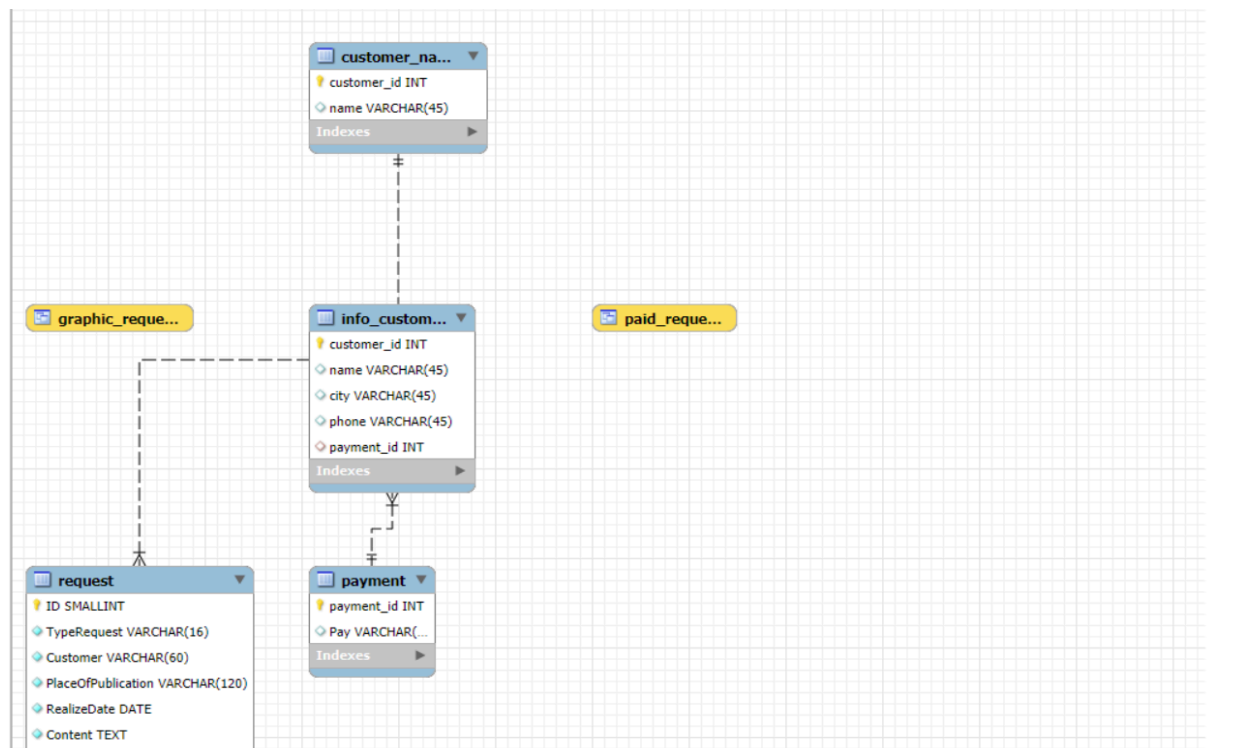 customer_na...
customer_id INT
name VARCHAR(45)
Indexes
graphic_reque...
info_custom...
customer_id INT
name VARCHAR(45)
city VARCHAR(45)
phone VARCHAR(45)
payment_id INT
Indexes
paid_reque...
request
ID SMALLINT
TypeRequest VARCHAR(16)
Customer VARCHAR(60)
PlaceOfPublication VARCHAR(120)
RealizeDate DATE
Content TEXT
payment
payment_id INT
Pay VARCHAR(...
Indexes